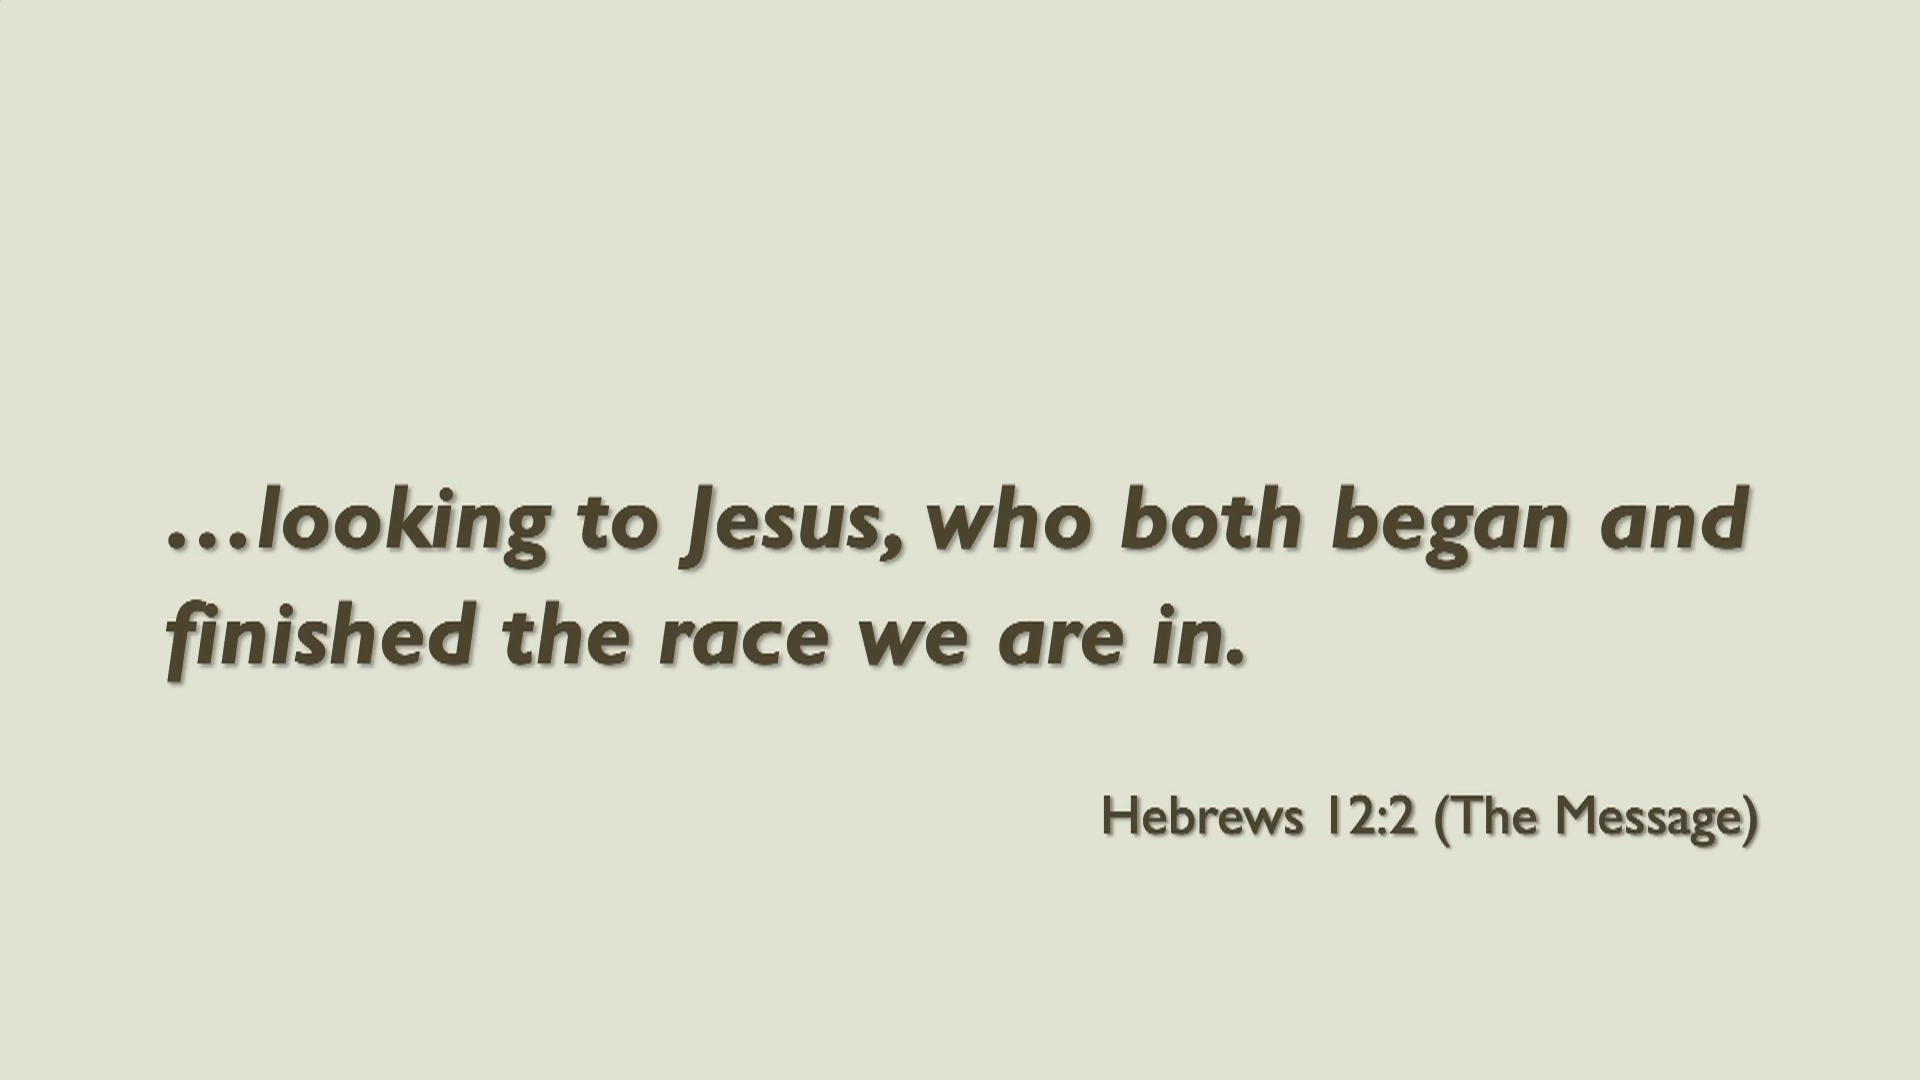 …looking to Jesus, who both began and
finished the race we are in.
Hebrews 12:2 (The Message)